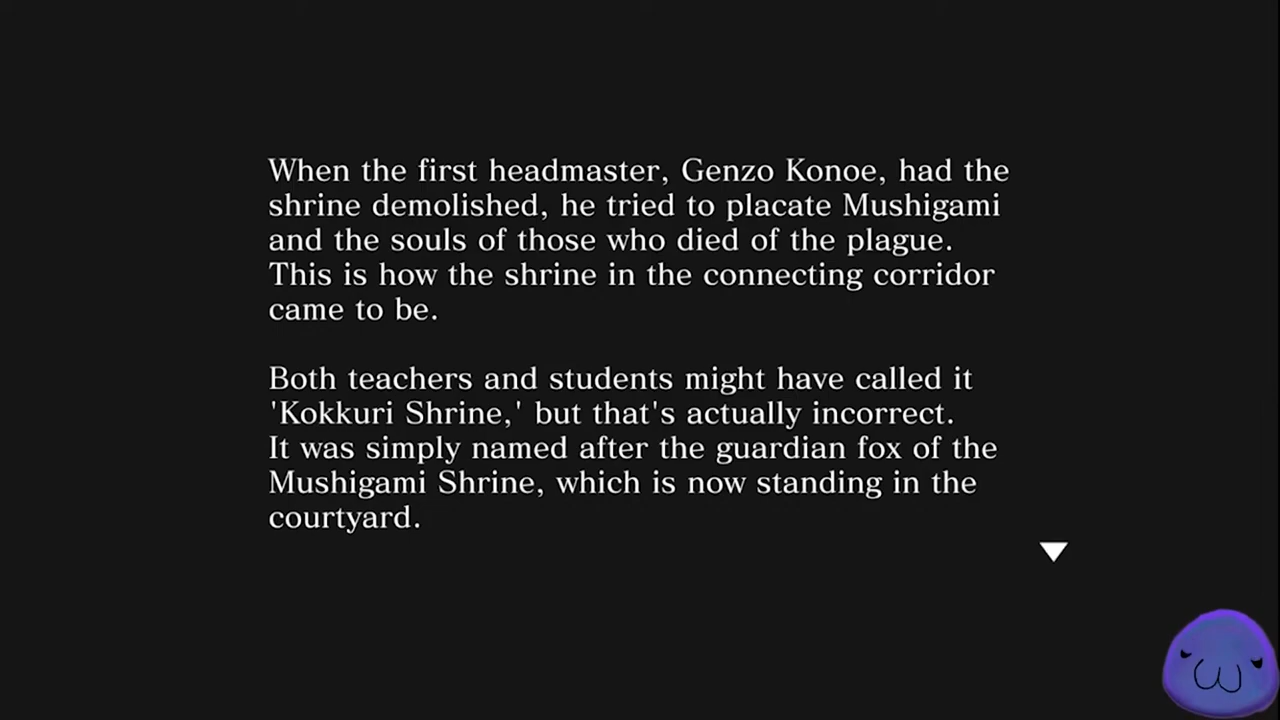 When the first headmaster, Genzo Konoe, had the
shrine demolished, he tried to placate Mushigami
and the souls of those who died of the plague.
This is how the shrine in the connecting corridor
came to be.
Both teachers and students might have called it
'Kokkuri Shrine,' but that's actually incorrect.
It was simply named after the guardian fox of the
Mushigami Shrine, which is now standing in the
courtyard.